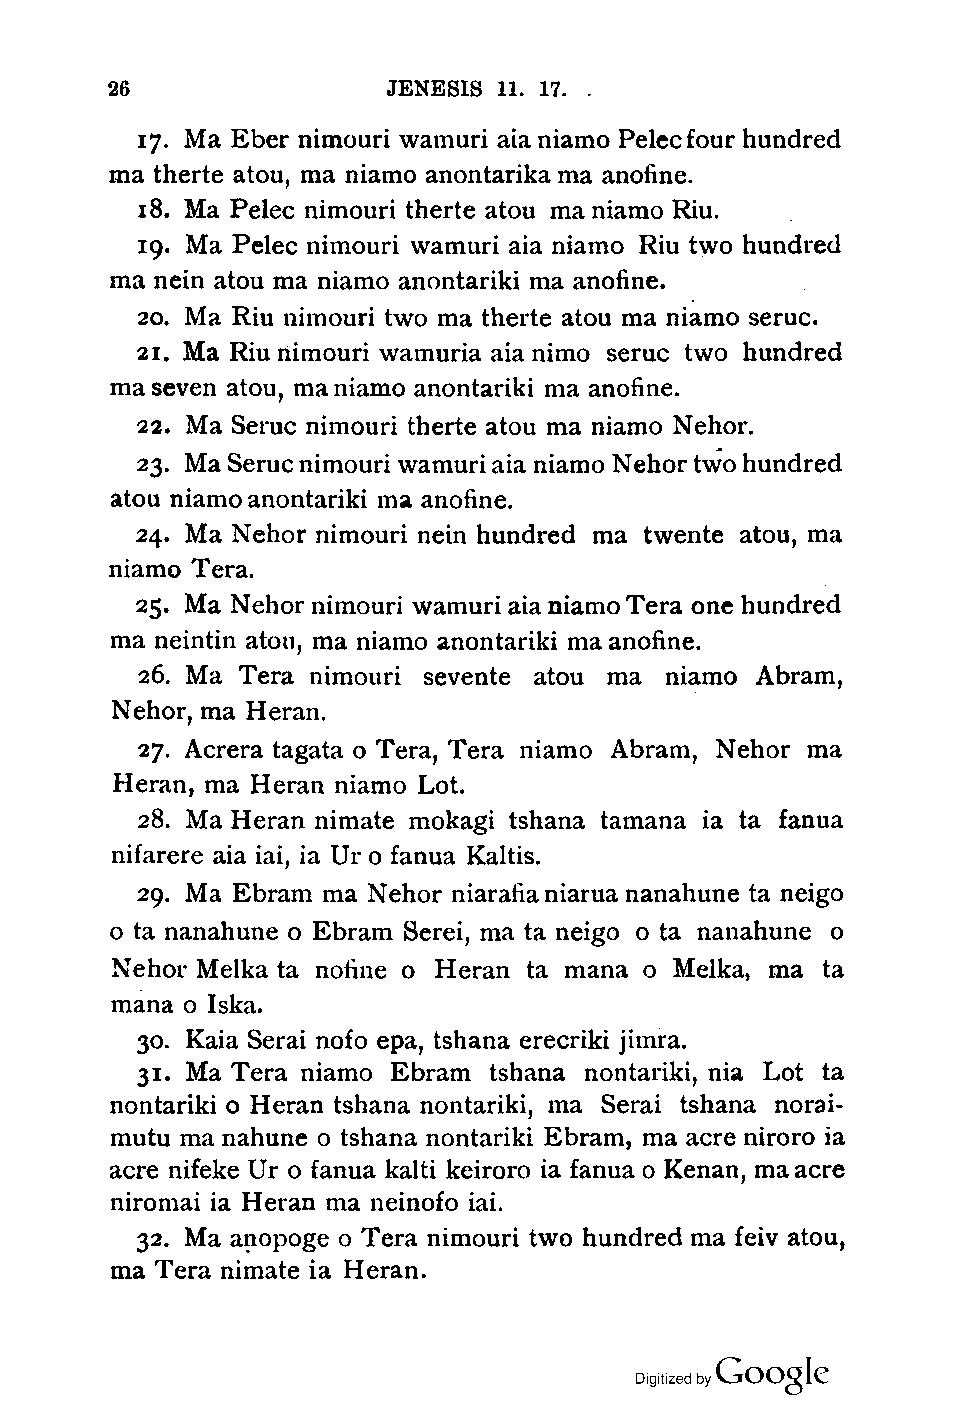 26 JENESIS 11. 17.
17. Ma Eber nimouri wamuri aia niamo Pelec four hundred
ma therte atou, ma niamo anontarika ma anofine.
18. Ma Pelec nimouri therte atou ma niamo Riu.
19. Ma Pelec nimouri wamuri aia niamo Riu two hundred
ma nein atou ma niamo anontariki ma anofine.
20. Ma Riu nimouri two ma therte atou ma niamo seruc.
21. Ma Riu nimouri wamuria aia nimo seruc two hundred
ma seven atou, ma niamo anontariki ma anofine.
22. Ma Seruc nimouri therte atou ma niamo Nehor.
23. Ma Seruc nimouri wamuri aia niamo Nehor two hundred
atou niamo anontariki ma anofine.
24. Ma Nehor nimouri nein hundred ma twente atou, ma
niamo Tera.
25. Ma Nehor nimouri wamuri aia niamo Tera one hundred
ma neintin atou, ma niamo anontariki ma anofine.
26. Ma Tera nimouri sevente atou ma niamo Abram,
Nehor, ma Heran.
27. Acrera tagata o Tera, Tera niamo Abram, Nehor ma
Heran, ma Heran niamo Lot.
28. Ma Heran nimate mokagi tshana tamana ia ta fanua
nifarere aia iai, ia Ur o fanua Kaltis.
29. Ma Ebram ma Nehor niarafia niarua nanahune ta neigo
o ta nanahune o Ebram Serei, ma ta neigo o ta nanahune o
Nehor Melka ta nofine o Heran ta mana o Melka, ma ta
mana o Iska.
30. Kaia Serai nofo epa, tshana erecriki jimra.
31. Ma Tera niamo Ebram tshana nontariki, nia Lot ta
nontariki o Heran tshana nontariki, ma Serai tshana norai-
mutu ma nahune o tshana nontariki Ebram, ma acre niroro ia
acre nifeke Ur o fanua kalti keiroro ia fanua o Kenan, ma acre
niromai ia Heran ma neinofo iai.
32. Ma anopoge o Tera nimouri two hundred ma feiv atou,
ma Tera nimate ia Heran.
Digitized by Google